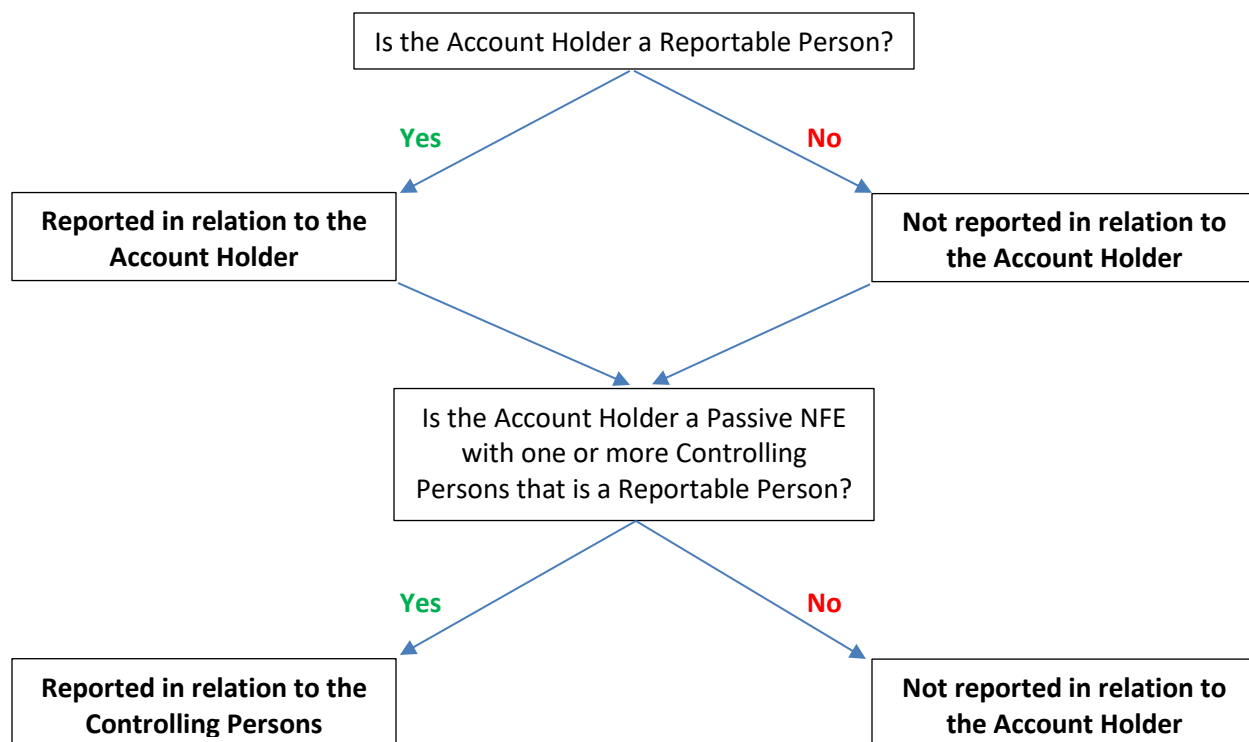 Is the Account Holder a Reportable Person?
Yes
No
Reported in relation to the
Account Holder
Not reported in relation to
the Account Holder
Is the Account Holder a Passive NFE
with one or more Controlling
Persons that is a Reportable Person?
Yes
No
Reported in relation to the
Controlling Persons
Not reported in relation to
the Account Holder